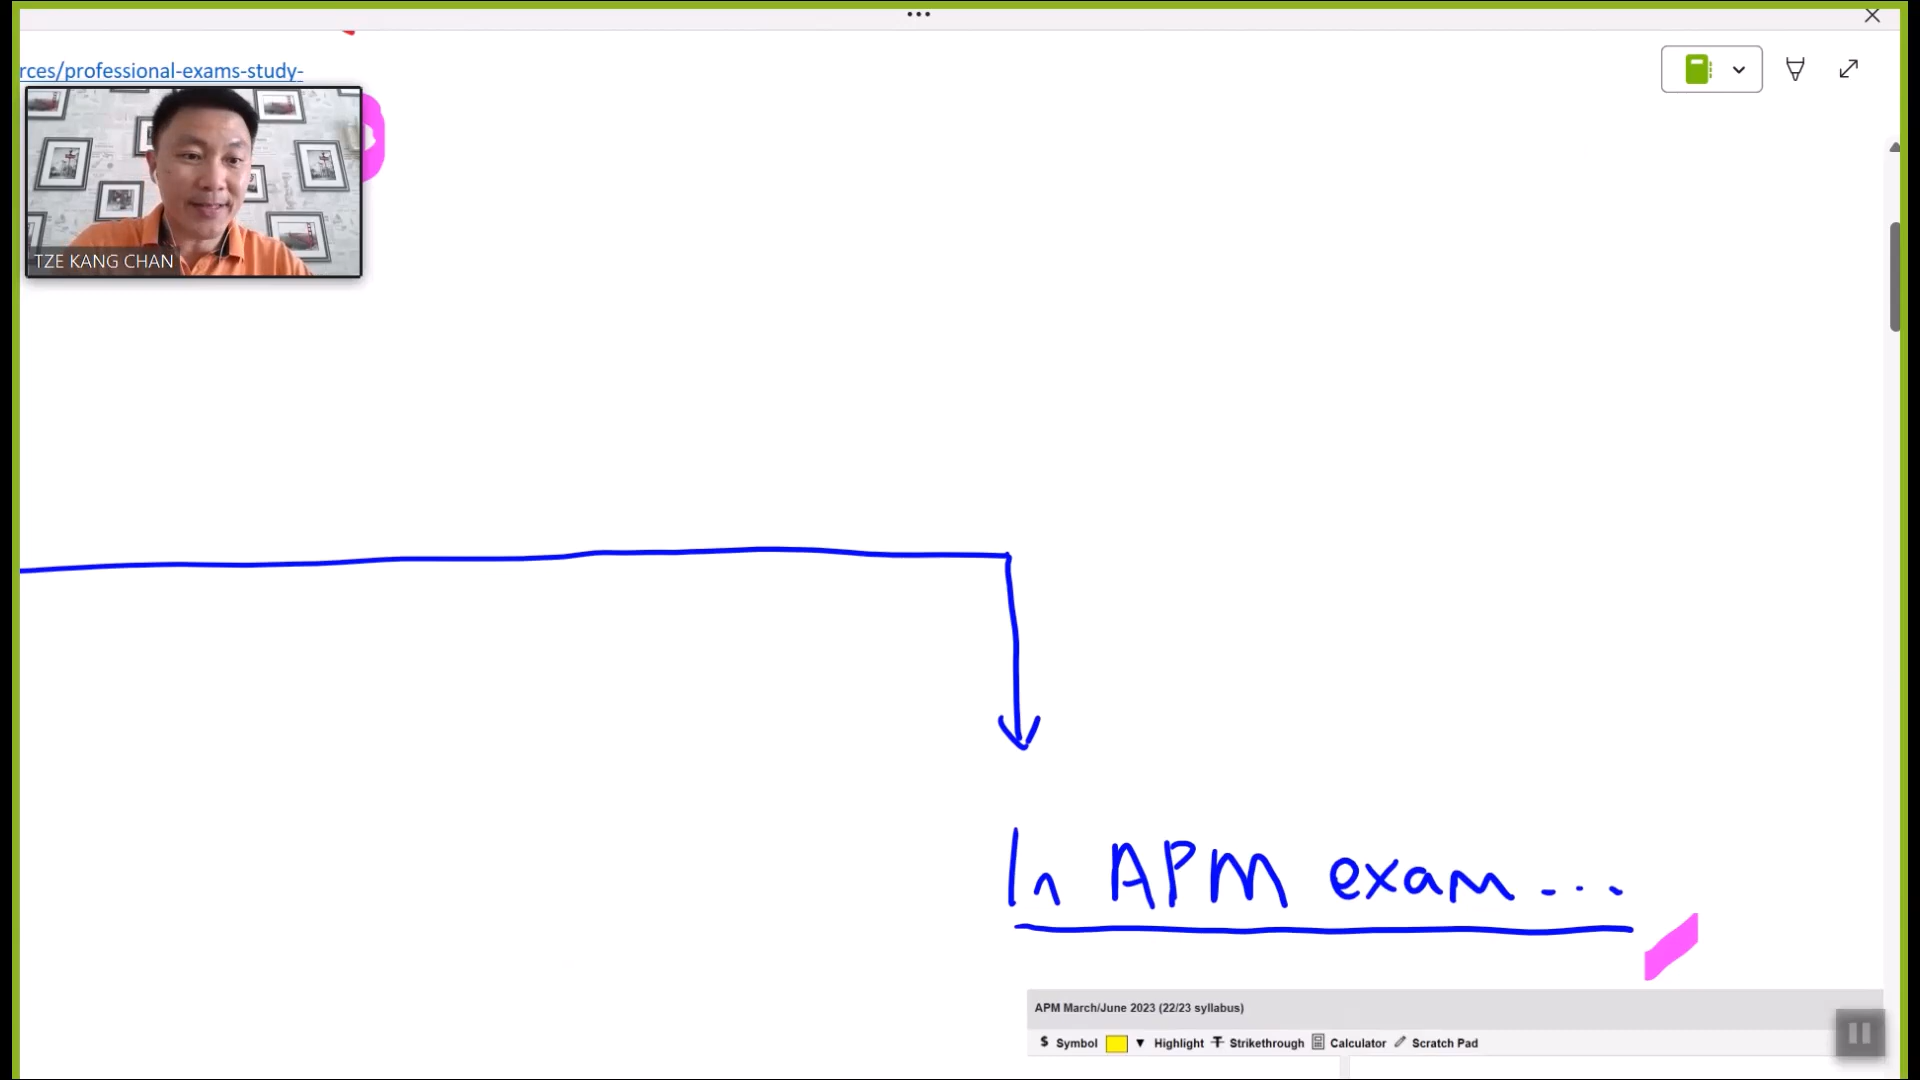 rces/professional-exams-study-
TZE KANG CHAN
In APM exam ...
APM March/June 2023 (22/23 syllabus)
$ Symbol Highlight Strikethrough Calculator Scratch Pad